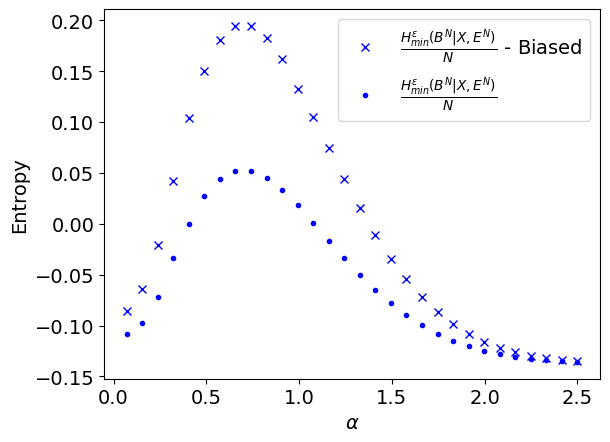 0.20
0.15
0.10
0.05
0.00
−0.05
−0.10
−0.15
Entropy
H^ε_min(B^N|X, E^N) / N - Biased
H^ε_min(B^N|X, E^N) / N
0.0 0.5 1.0 1.5 2.0 2.5
α